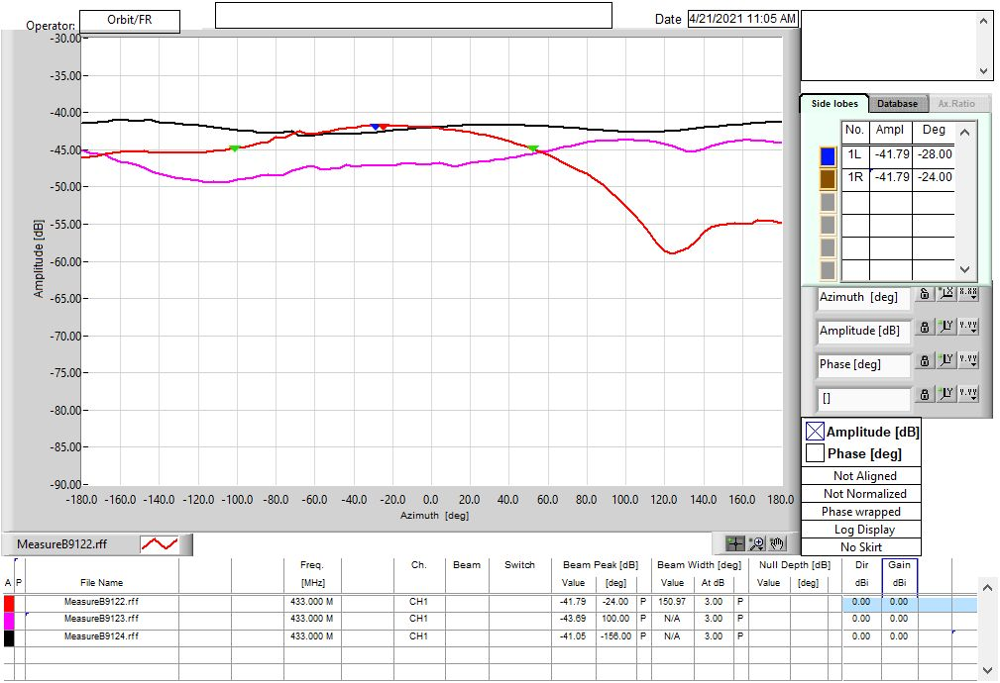 Operator: Orbit/FR Date 4/21/2021 11:05 AM
-30.00
-35.00
-40.00
-45.00
-50.00
-55.00
-60.00
-65.00
-70.00
-75.00
-80.00
-85.00
-90.00
Amplitude [dB]
-180.0 -160.0 -140.0 -120.0 -100.0 -80.0 -60.0 -40.0 -20.0 0.0 20.0 40.0 60.0 80.0 100.0 120.0 140.0 160.0 180.0
Azimuth [deg]
Side lobes Database Ax.Ratio
No. Ampl Deg
1L -41.79 -28.00
1R -41.79 -24.00
Azimuth [deg] X X.XX
Amplitude [dB] Y Y.YY
Phase [deg] Y Y.YY
[] Y Y.YY
Amplitude [dB]
Phase [deg]
Not Aligned
Not Normalized
Phase wrapped
Log Display
No Skirt
MeasureB9122.rff
Freq. Ch. Beam Switch Beam Peak [dB] Beam Width [deg] Null Depth [dB] Dir Gain
A P File Name [MHz] Value [deg] Value At dB Value [deg] dBi dBi
MeasureB9122.rff 433.000 M CH1 -41.79 -24.00 P 150.97 3.00 P 0.00 0.00
MeasureB9123.rff 433.000 M CH1 -43.69 100.00 P N/A 3.00 P 0.00 0.00
MeasureB9124.rff 433.000 M CH1 -41.05 -156.00 P N/A 3.00 P 0.00 0.00